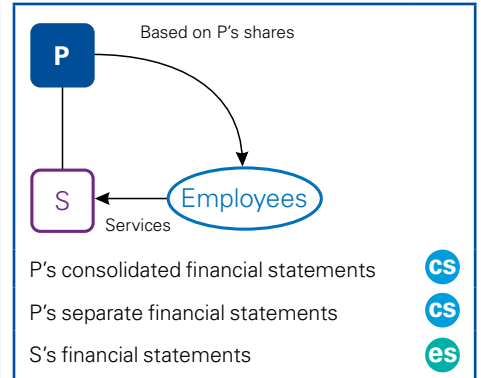 Based on P's shares
P
S
Employees
Services
P's consolidated financial statements cs
P's separate financial statements cs
S's financial statements es